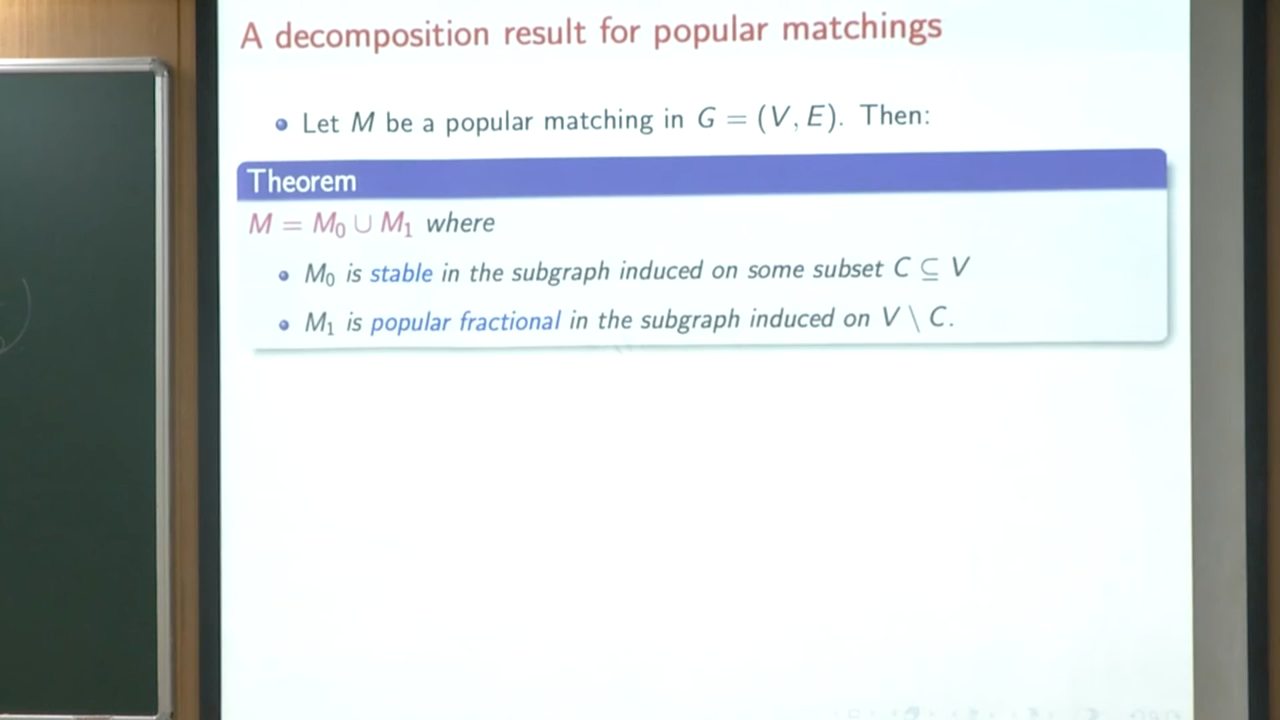 A decomposition result for popular matchings
• Let M be a popular matching in G = (V, E). Then:
Theorem
M = M₀ ∪ M₁ where
• M₀ is stable in the subgraph induced on some subset C ⊆ V
• M₁ is popular fractional in the subgraph induced on V \ C.